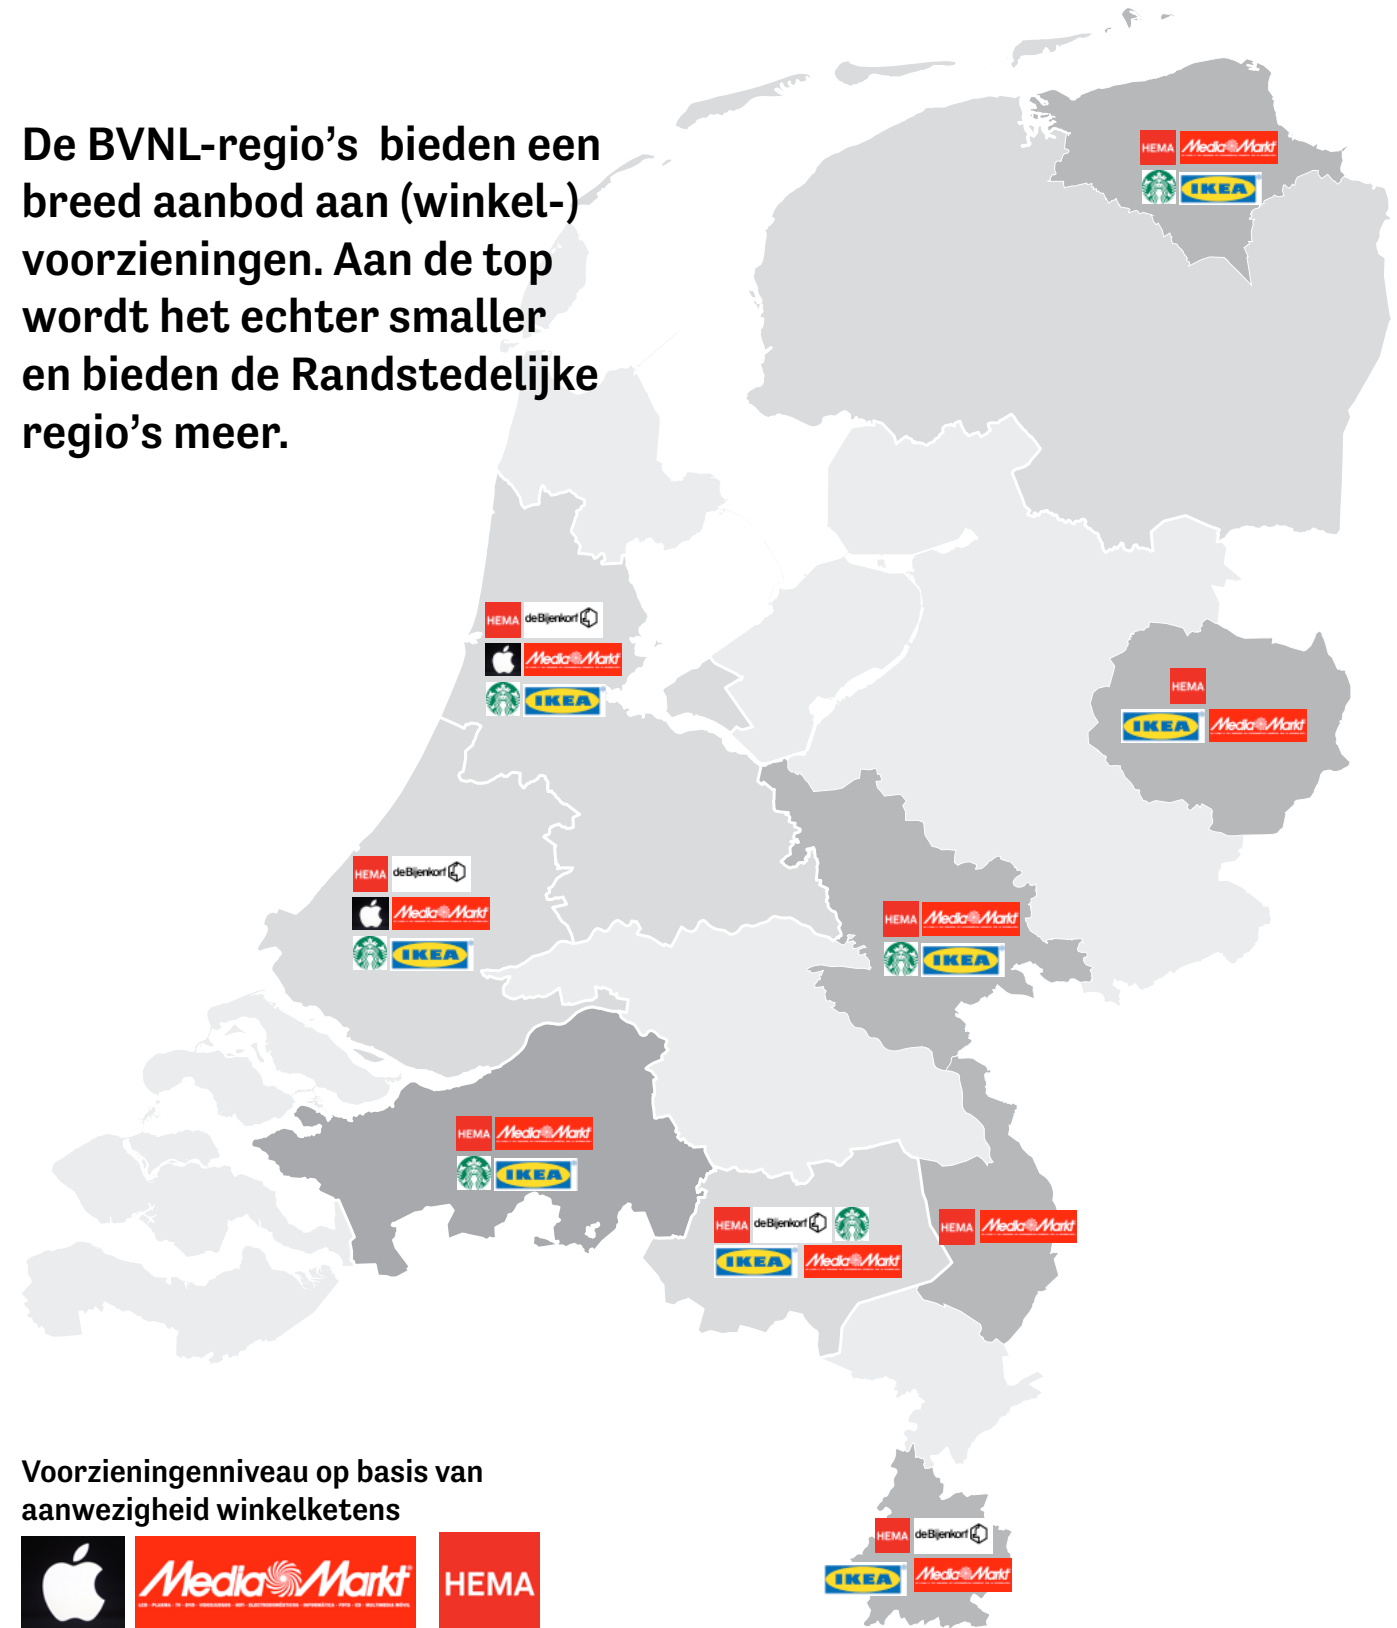 De BVNL-regio’s bieden een
breed aanbod aan (winkel-)
voorzieningen. Aan de top
wordt het echter smaller
en bieden de Randstedelijke
regio’s meer.
HEMA MediaMarkt
IKEA
HEMA deBijenkorf
MediaMarkt
IKEA
HEMA
IKEA MediaMarkt
HEMA deBijenkorf
MediaMarkt
IKEA
HEMA MediaMarkt
IKEA
HEMA MediaMarkt
IKEA
HEMA deBijenkorf
IKEA MediaMarkt
HEMA MediaMarkt
HEMA deBijenkorf
IKEA MediaMarkt
Voorzieningenniveau op basis van
aanwezigheid winkelketens
MediaMarkt HEMA